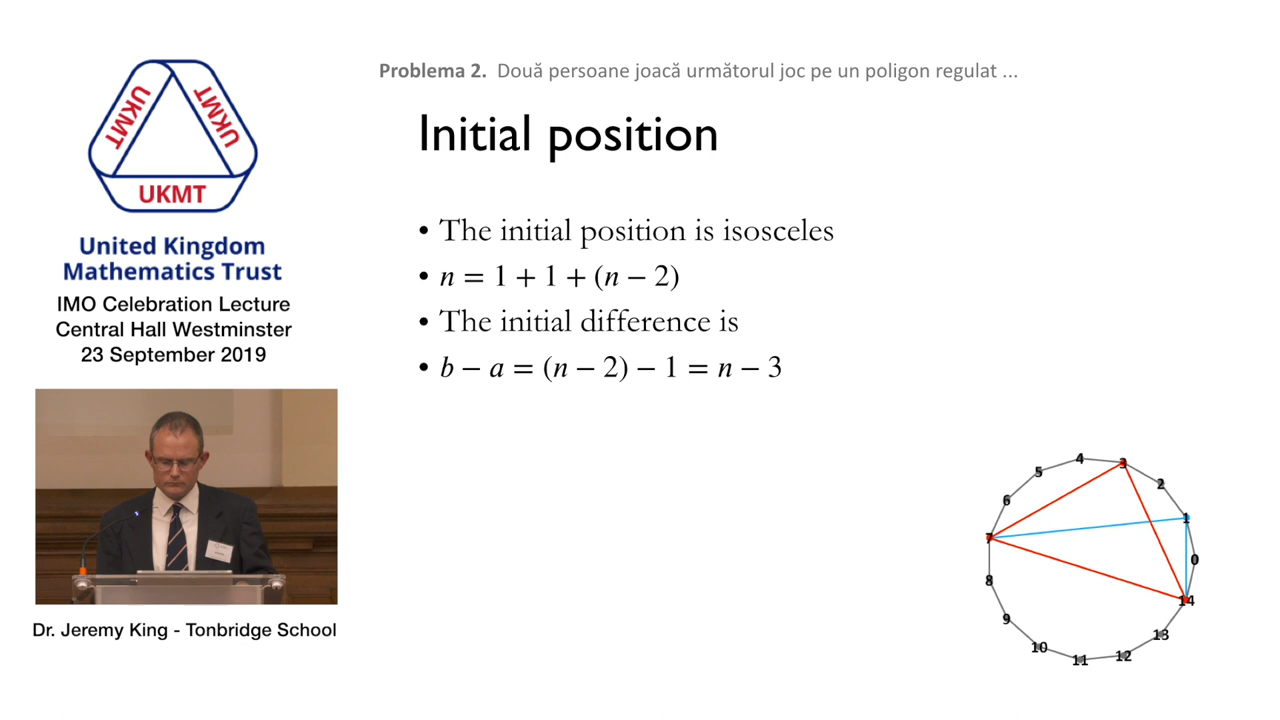 Problema 2. Două persoane joacă următorul joc pe un poligon regulat ...
UKMT
UKMT
UKMT
United Kingdom
Mathematics Trust
IMO Celebration Lecture
Central Hall Westminster
23 September 2019
Dr. Jeremy King - Tonbridge School
Initial position
• The initial position is isosceles
• n = 1 + 1 + (n − 2)
• The initial difference is
• b − a = (n − 2) − 1 = n − 3
4
3
5
2
6
1
7
0
8
14
9
13
10
12
11